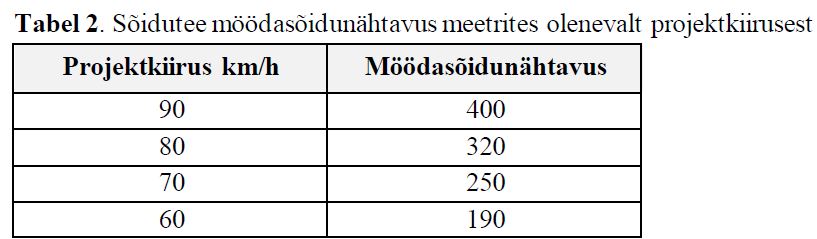 Tabel 2. Sõidutee möödasõidunähtavus meetrites olenevalt projektkiirusest
Projektkiirus km/h Möödasõidunähtavus
90 400
80 320
70 250
60 190